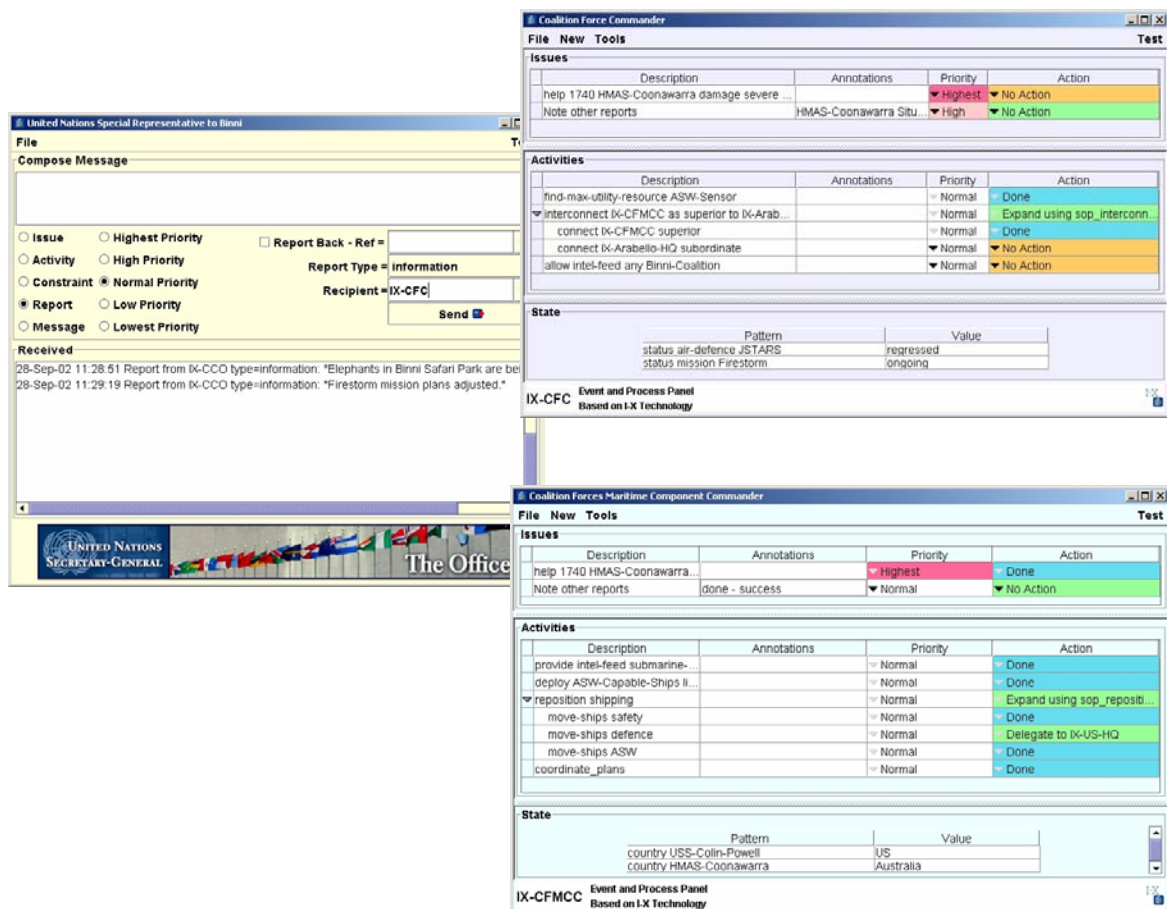 Coalition Force Commander
File New Tools Test
Issues
Description Annotations Priority Action
help 1740 HMAS-Coonawarra damage severe ... Highest No Action
Note other reports HMAS-Coonawarra Situ... High No Action
Activities
Description Annotations Priority Action
find-max-utility-resource ASW-Sensor Normal Done
interconnect IX-CFMCC as superior to IX-Arab... Normal Expand using sop_interconn...
connect IX-CFMCC superior Normal Done
connect IX-Arabello-HQ subordinate Normal No Action
allow intel-feed any Binni-Coalition Normal No Action
State
Pattern Value
status air-defence JSTARS regressed
status mission Firestorm ongoing
IX-CFC Event and Process Panel
Based on I-X Technology
I-X
United Nations Special Representative to Binni
File
Compose Message
Issue Highest Priority Report Back - Ref =
Activity High Priority Report Type = information
Constraint Normal Priority Recipient = IX-CFC
Report Low Priority Send
Message Lowest Priority
Received
28-Sep-02 11:28:51 Report from IX-CCO type=information: "Elephants in Binni Safari Park are be
28-Sep-02 11:29:19 Report from IX-CCO type=information: "Firestorm mission plans adjusted."
UNITED NATIONS
SECRETARY-GENERAL The Office
Coalition Forces Maritime Component Commander
File New Tools Test
Issues
Description Annotations Priority Action
help 1740 HMAS-Coonawarra... Highest Done
Note other reports done - success Normal No Action
Activities
Description Annotations Priority Action
provide intel-feed submarine-... Normal Done
deploy ASW-Capable-Ships li... Normal Done
reposition shipping Normal Expand using sop_repositi...
move-ships safety Normal Done
move-ships defence Normal Delegate to IX-US-HQ
move-ships ASW Normal Done
coordinate_plans Normal Done
State
Pattern Value
country USS-Colin-Powell US
country HMAS-Coonawarra Australia
IX-CFMCC Event and Process Panel
Based on I-X Technology
I-X